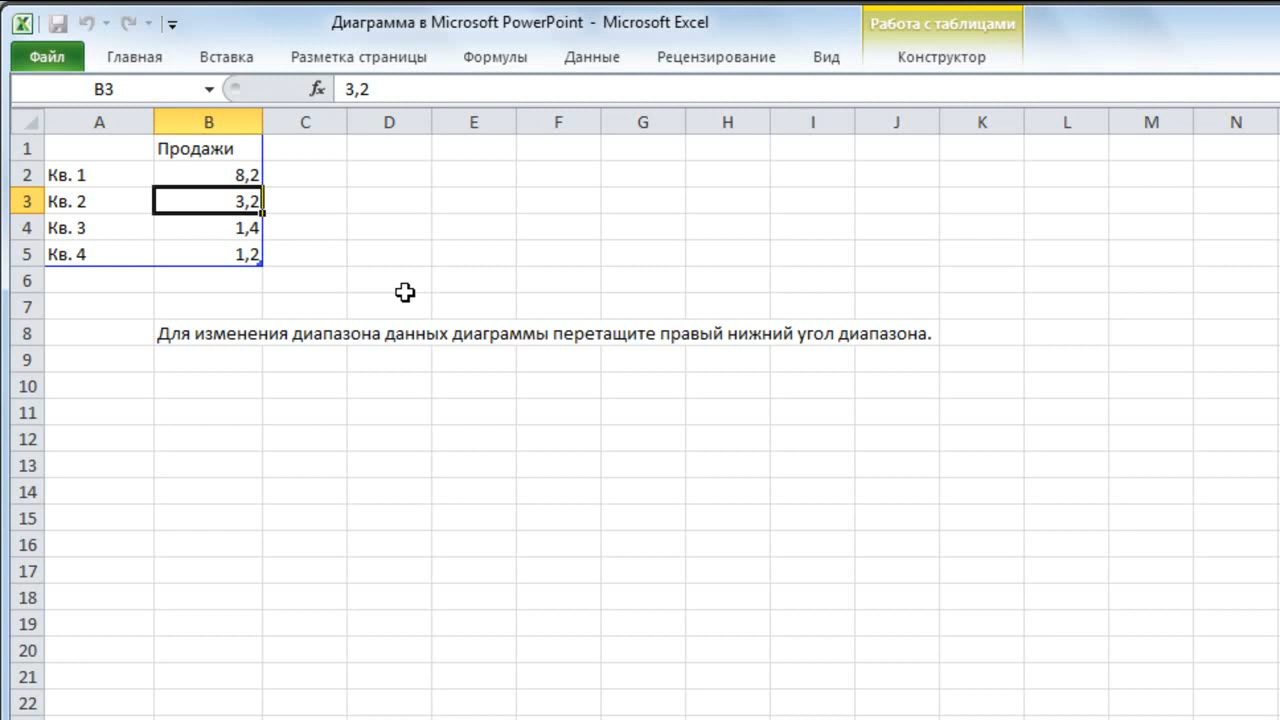 Диаграмма в Microsoft PowerPoint - Microsoft Excel
Работа с таблицами
Файл Главная Вставка Разметка страницы Формулы Данные Рецензирование Вид Конструктор
B3 fx 3,2
A B C D E F G H I J K L M N
1 Продажи
2 Кв. 1 8,2
3 Кв. 2 3,2
4 Кв. 3 1,4
5 Кв. 4 1,2
6
7
8 Для изменения диапазона данных диаграммы перетащите правый нижний угол диапазона.
9
10
11
12
13
14
15
16
17
18
19
20
21
22